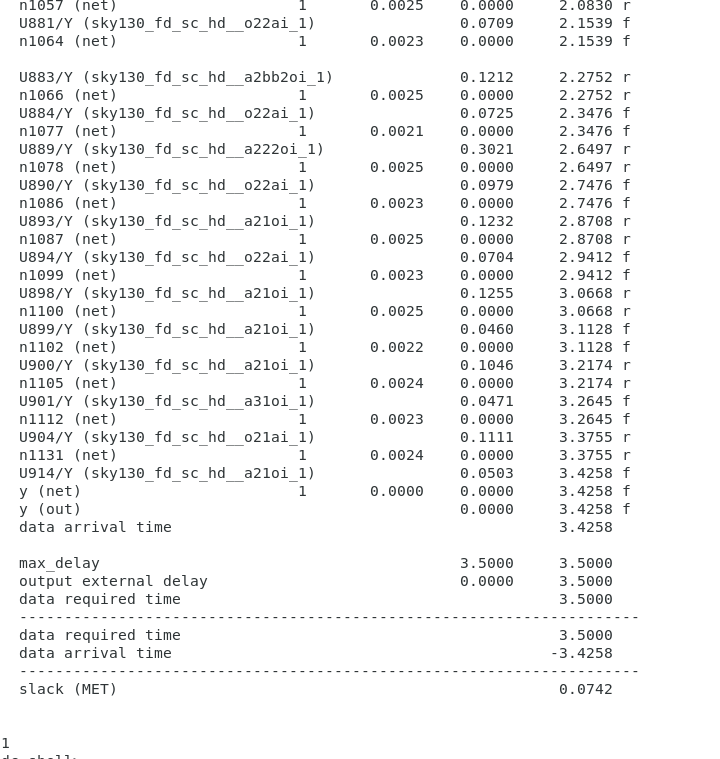 n1057 (net) 1 0.0025 0.0000 2.0830 r
U881/Y (sky130_fd_sc_hd__o22ai_1) 0.0709 2.1539 f
n1064 (net) 1 0.0023 0.0000 2.1539 f
U883/Y (sky130_fd_sc_hd__a2bb2oi_1) 0.1212 2.2752 r
n1066 (net) 1 0.0025 0.0000 2.2752 r
U884/Y (sky130_fd_sc_hd__o22ai_1) 0.0725 2.3476 f
n1077 (net) 1 0.0021 0.0000 2.3476 f
U889/Y (sky130_fd_sc_hd__a222oi_1) 0.3021 2.6497 r
n1078 (net) 1 0.0025 0.0000 2.6497 r
U890/Y (sky130_fd_sc_hd__o22ai_1) 0.0979 2.7476 f
n1086 (net) 1 0.0023 0.0000 2.7476 f
U893/Y (sky130_fd_sc_hd__a21oi_1) 0.1232 2.8708 r
n1087 (net) 1 0.0025 0.0000 2.8708 r
U894/Y (sky130_fd_sc_hd__o22ai_1) 0.0704 2.9412 f
n1099 (net) 1 0.0023 0.0000 2.9412 f
U898/Y (sky130_fd_sc_hd__a21oi_1) 0.1255 3.0668 r
n1100 (net) 1 0.0025 0.0000 3.0668 r
U899/Y (sky130_fd_sc_hd__a21oi_1) 0.0460 3.1128 f
n1102 (net) 1 0.0022 0.0000 3.1128 f
U900/Y (sky130_fd_sc_hd__a21oi_1) 0.1046 3.2174 r
n1105 (net) 1 0.0024 0.0000 3.2174 r
U901/Y (sky130_fd_sc_hd__a31oi_1) 0.0471 3.2645 f
n1112 (net) 1 0.0023 0.0000 3.2645 f
U904/Y (sky130_fd_sc_hd__o21ai_1) 0.1111 3.3755 r
n1131 (net) 1 0.0024 0.0000 3.3755 r
U914/Y (sky130_fd_sc_hd__a21oi_1) 0.0503 3.4258 f
y (net) 1 0.0000 0.0000 3.4258 f
y (out) 0.0000 3.4258 f
data arrival time 3.4258
max_delay 3.5000 3.5000
output external delay 0.0000 3.5000
data required time 3.5000
---------------------------------------------------------------------
data required time 3.5000
data arrival time -3.4258
---------------------------------------------------------------------
slack (MET) 0.0742
1